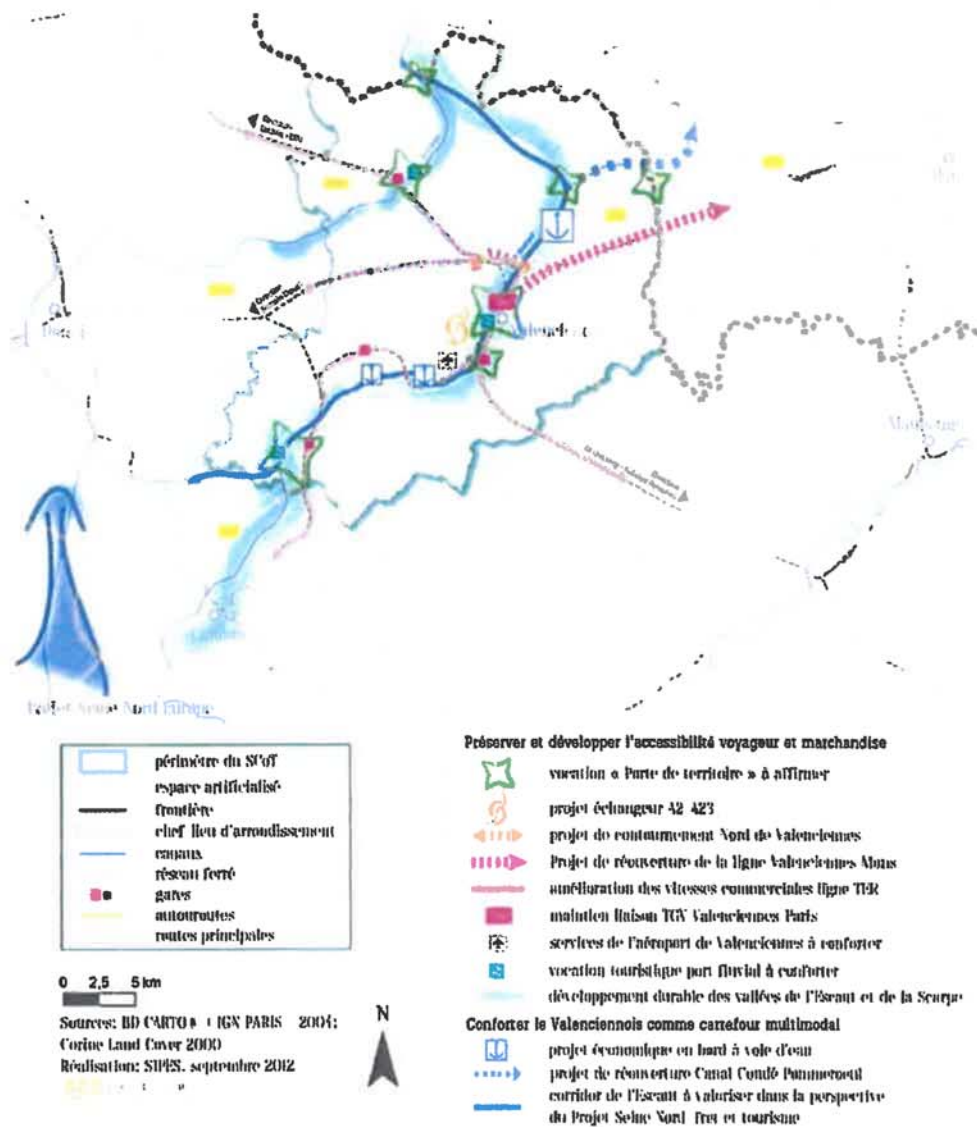 Valenciennes
Projet Seine Nord Europe
périmètre du SCoT
espace artificialisé
frontière
chef lieu d'arrondissement
canaux
réseau ferré
gares
autouroutes
routes principales
0 2,5 5 km
Sources: BD CARTO ® IGN PARIS 2004;
Corine Land Cover 2000
Réalisation: SIPES, septembre 2012
N
Préserver et développer l'accessibilité voyageur et marchandise
vocation « Porte de territoire » à affirmer
projet échangeur A2-A23
projet de contournement Nord de Valenciennes
Projet de réouverture de la ligne Valenciennes Mons
amélioration des vitesses commerciales ligne TER
maintien liaison TGV Valenciennes Paris
services de l'aéroport de Valenciennes à conforter
vocation touristique port fluvial à conforter
développement durable des vallées de l'Escaut et de la Scarpe
Conforter le Valenciennois comme carrefour multimodal
projet économique en bord à voie d'eau
projet de réouverture Canal Condé Pommeroeul
corridor de l'Escaut à valoriser dans la perspective
du Projet Seine Nord fret et tourisme